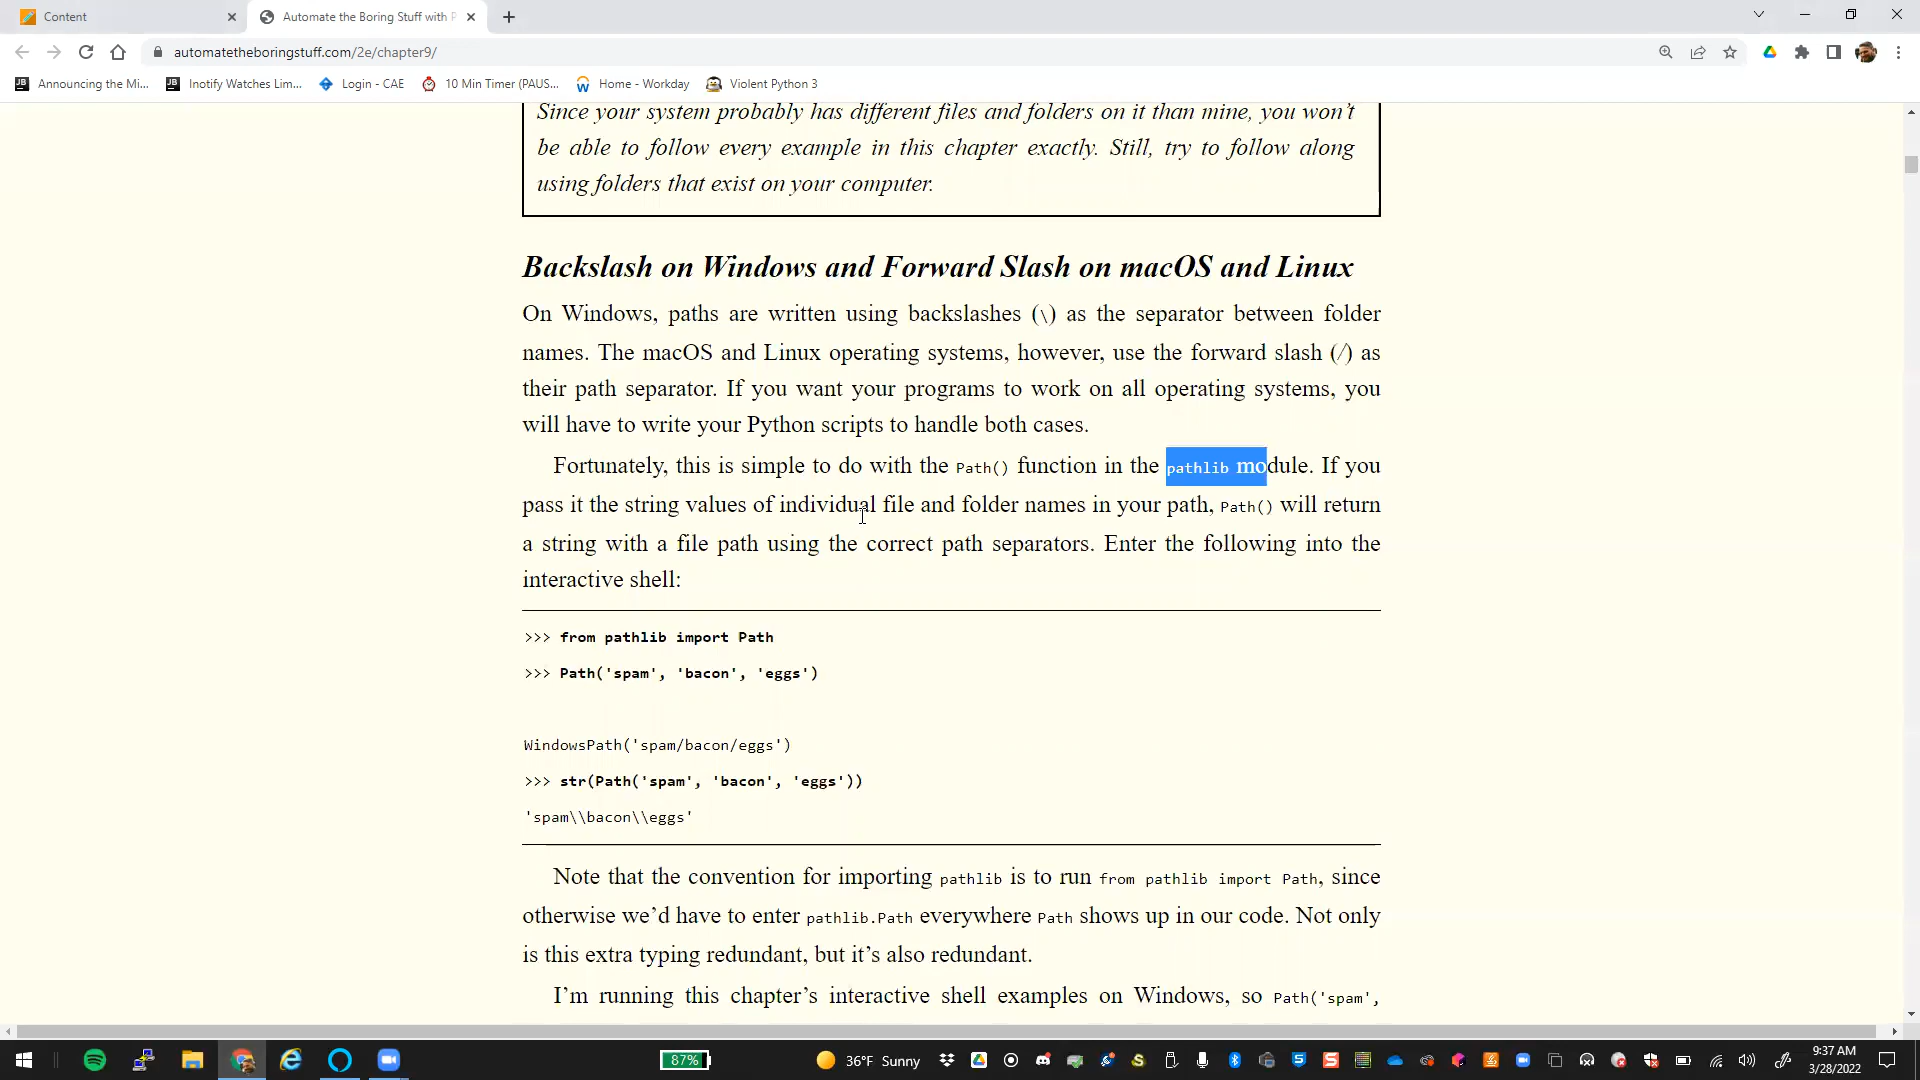 Content
Automate the Boring Stuff with P
automatetheboringstuff.com/2e/chapter9/
Announcing the Mi...
Inotify Watches Lim...
Login - CAE
10 Min Timer (PAUS...
Home - Workday
Violent Python 3
Since your system probably has different files and folders on it than mine, you won’t
be able to follow every example in this chapter exactly. Still, try to follow along
using folders that exist on your computer.
Backslash on Windows and Forward Slash on macOS and Linux
On Windows, paths are written using backslashes (\) as the separator between folder
names. The macOS and Linux operating systems, however, use the forward slash (/) as
their path separator. If you want your programs to work on all operating systems, you
will have to write your Python scripts to handle both cases.
Fortunately, this is simple to do with the Path() function in the pathlib module. If you
pass it the string values of individual file and folder names in your path, Path() will return
a string with a file path using the correct path separators. Enter the following into the
interactive shell:
>>> from pathlib import Path
>>> Path('spam', 'bacon', 'eggs')
WindowsPath('spam/bacon/eggs')
>>> str(Path('spam', 'bacon', 'eggs'))
'spam\\bacon\\eggs'
Note that the convention for importing pathlib is to run from pathlib import Path, since
otherwise we’d have to enter pathlib.Path everywhere Path shows up in our code. Not only
is this extra typing redundant, but it’s also redundant.
I’m running this chapter’s interactive shell examples on Windows, so Path('spam',
87%
36°F Sunny
9:37 AM
3/28/2022